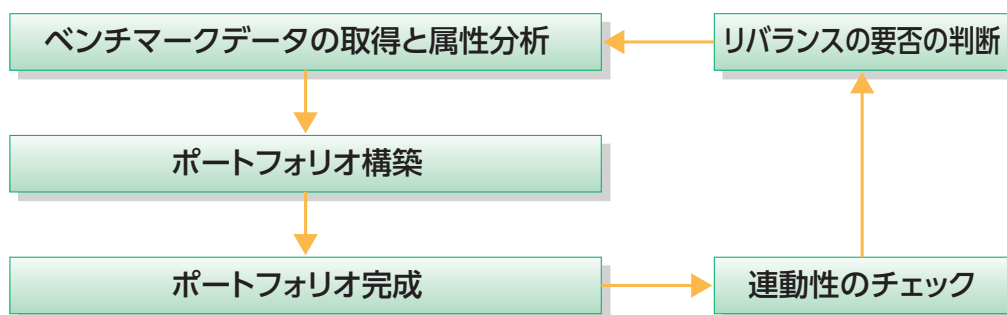 ベンチマークデータの取得と属性分析
リバランスの要否の判断
ポートフォリオ構築
ポートフォリオ完成
連動性のチェック